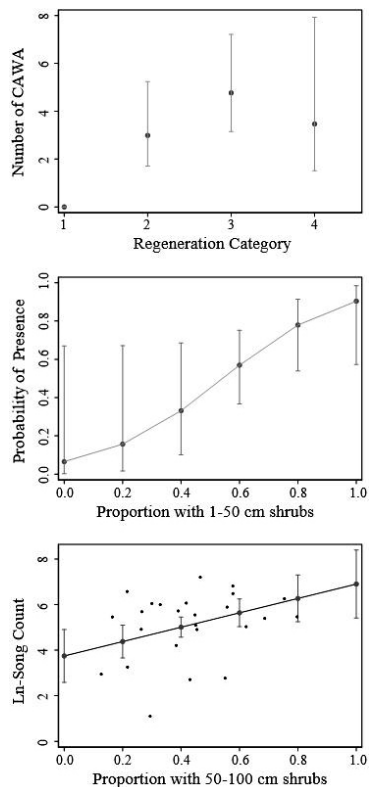 Number of CAWA
8
6
4
2
0
1 2 3 4
Regeneration Category
Probability of Presence
1.0
0.8
0.6
0.4
0.2
0.0
0.0 0.2 0.4 0.6 0.8 1.0
Proportion with 1-50 cm shrubs
Ln-Song Count
8
6
4
2
0
0.0 0.2 0.4 0.6 0.8 1.0
Proportion with 50-100 cm shrubs